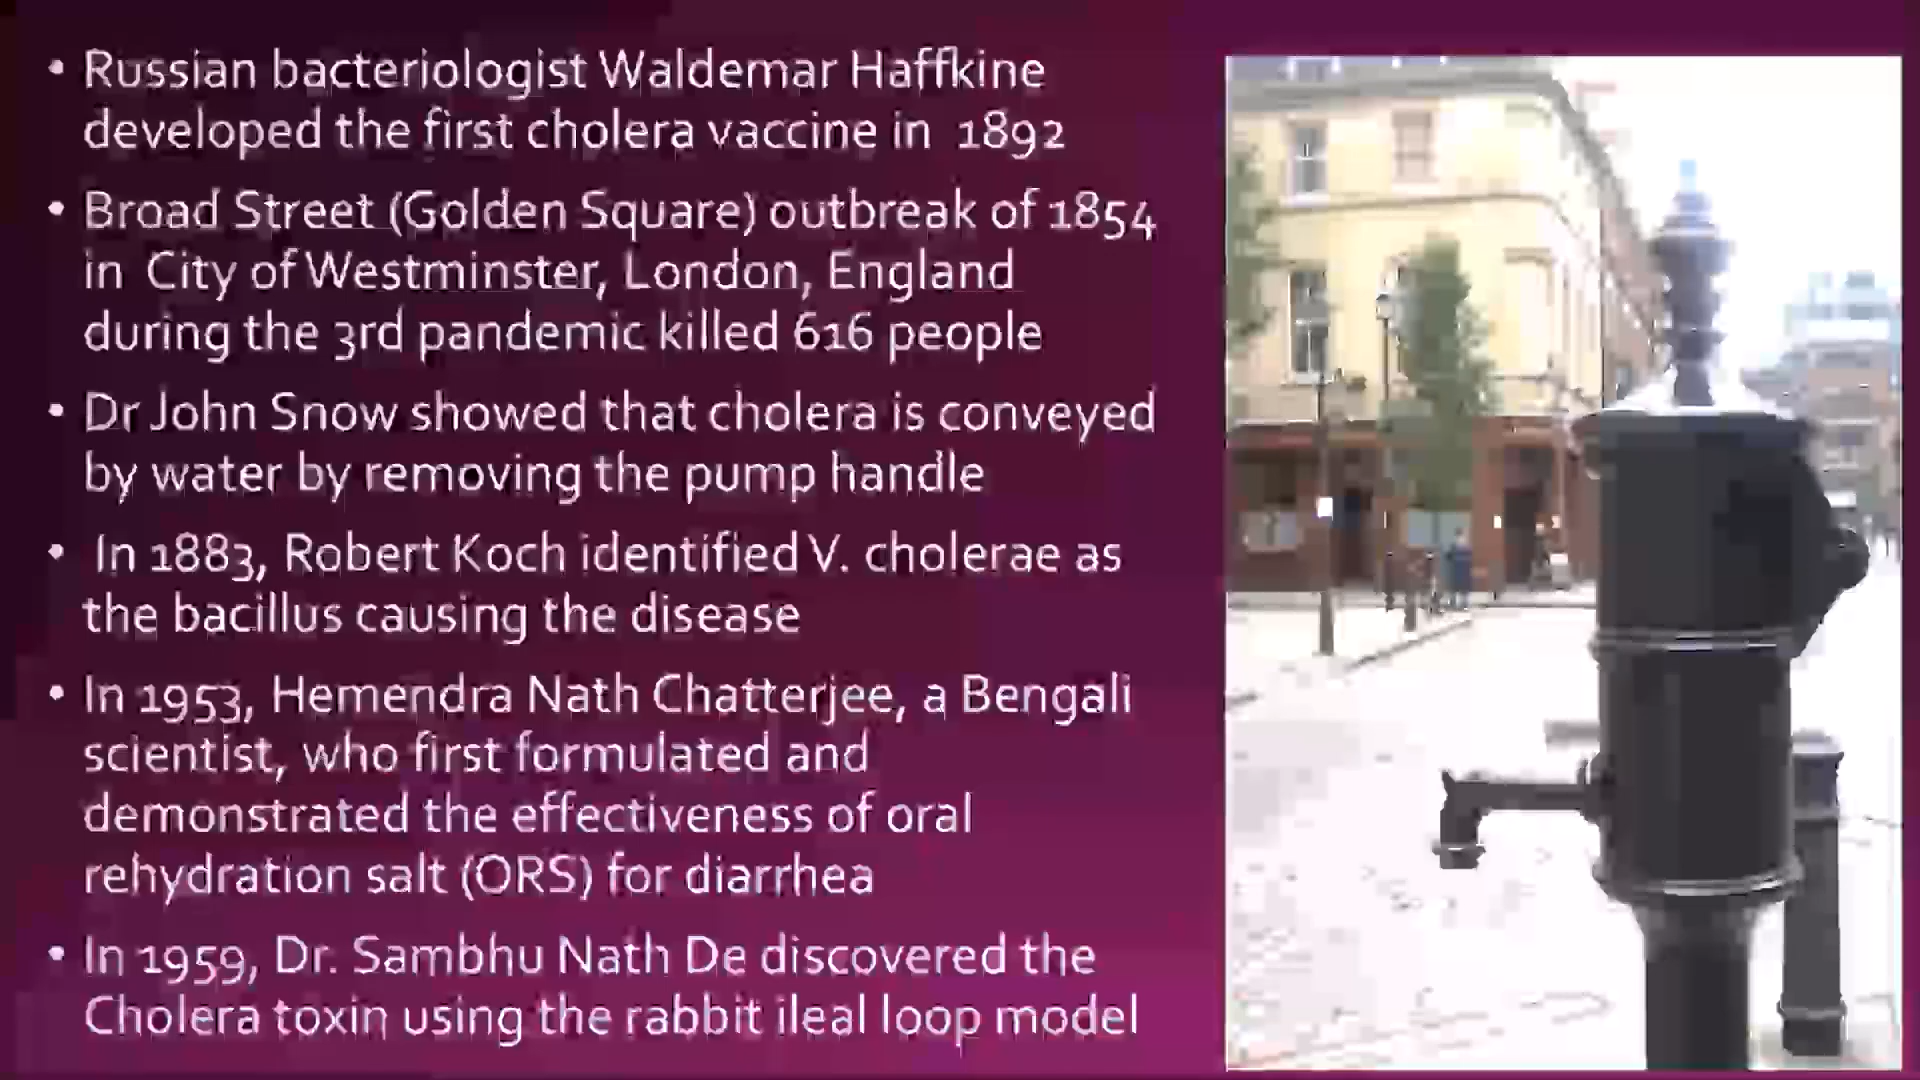 • Russian bacteriologist Waldemar Haffkine
developed the first cholera vaccine in 1892
• Broad Street (Golden Square) outbreak of 1854
in City of Westminster, London, England
during the 3rd pandemic killed 616 people
• Dr John Snow showed that cholera is conveyed
by water by removing the pump handle
• In 1883, Robert Koch identified V. cholerae as
the bacillus causing the disease
• In 1953, Hemendra Nath Chatterjee, a Bengali
scientist, who first formulated and
demonstrated the effectiveness of oral
rehydration salt (ORS) for diarrhea
• In 1959, Dr. Sambhu Nath De discovered the
Cholera toxin using the rabbit ileal loop model